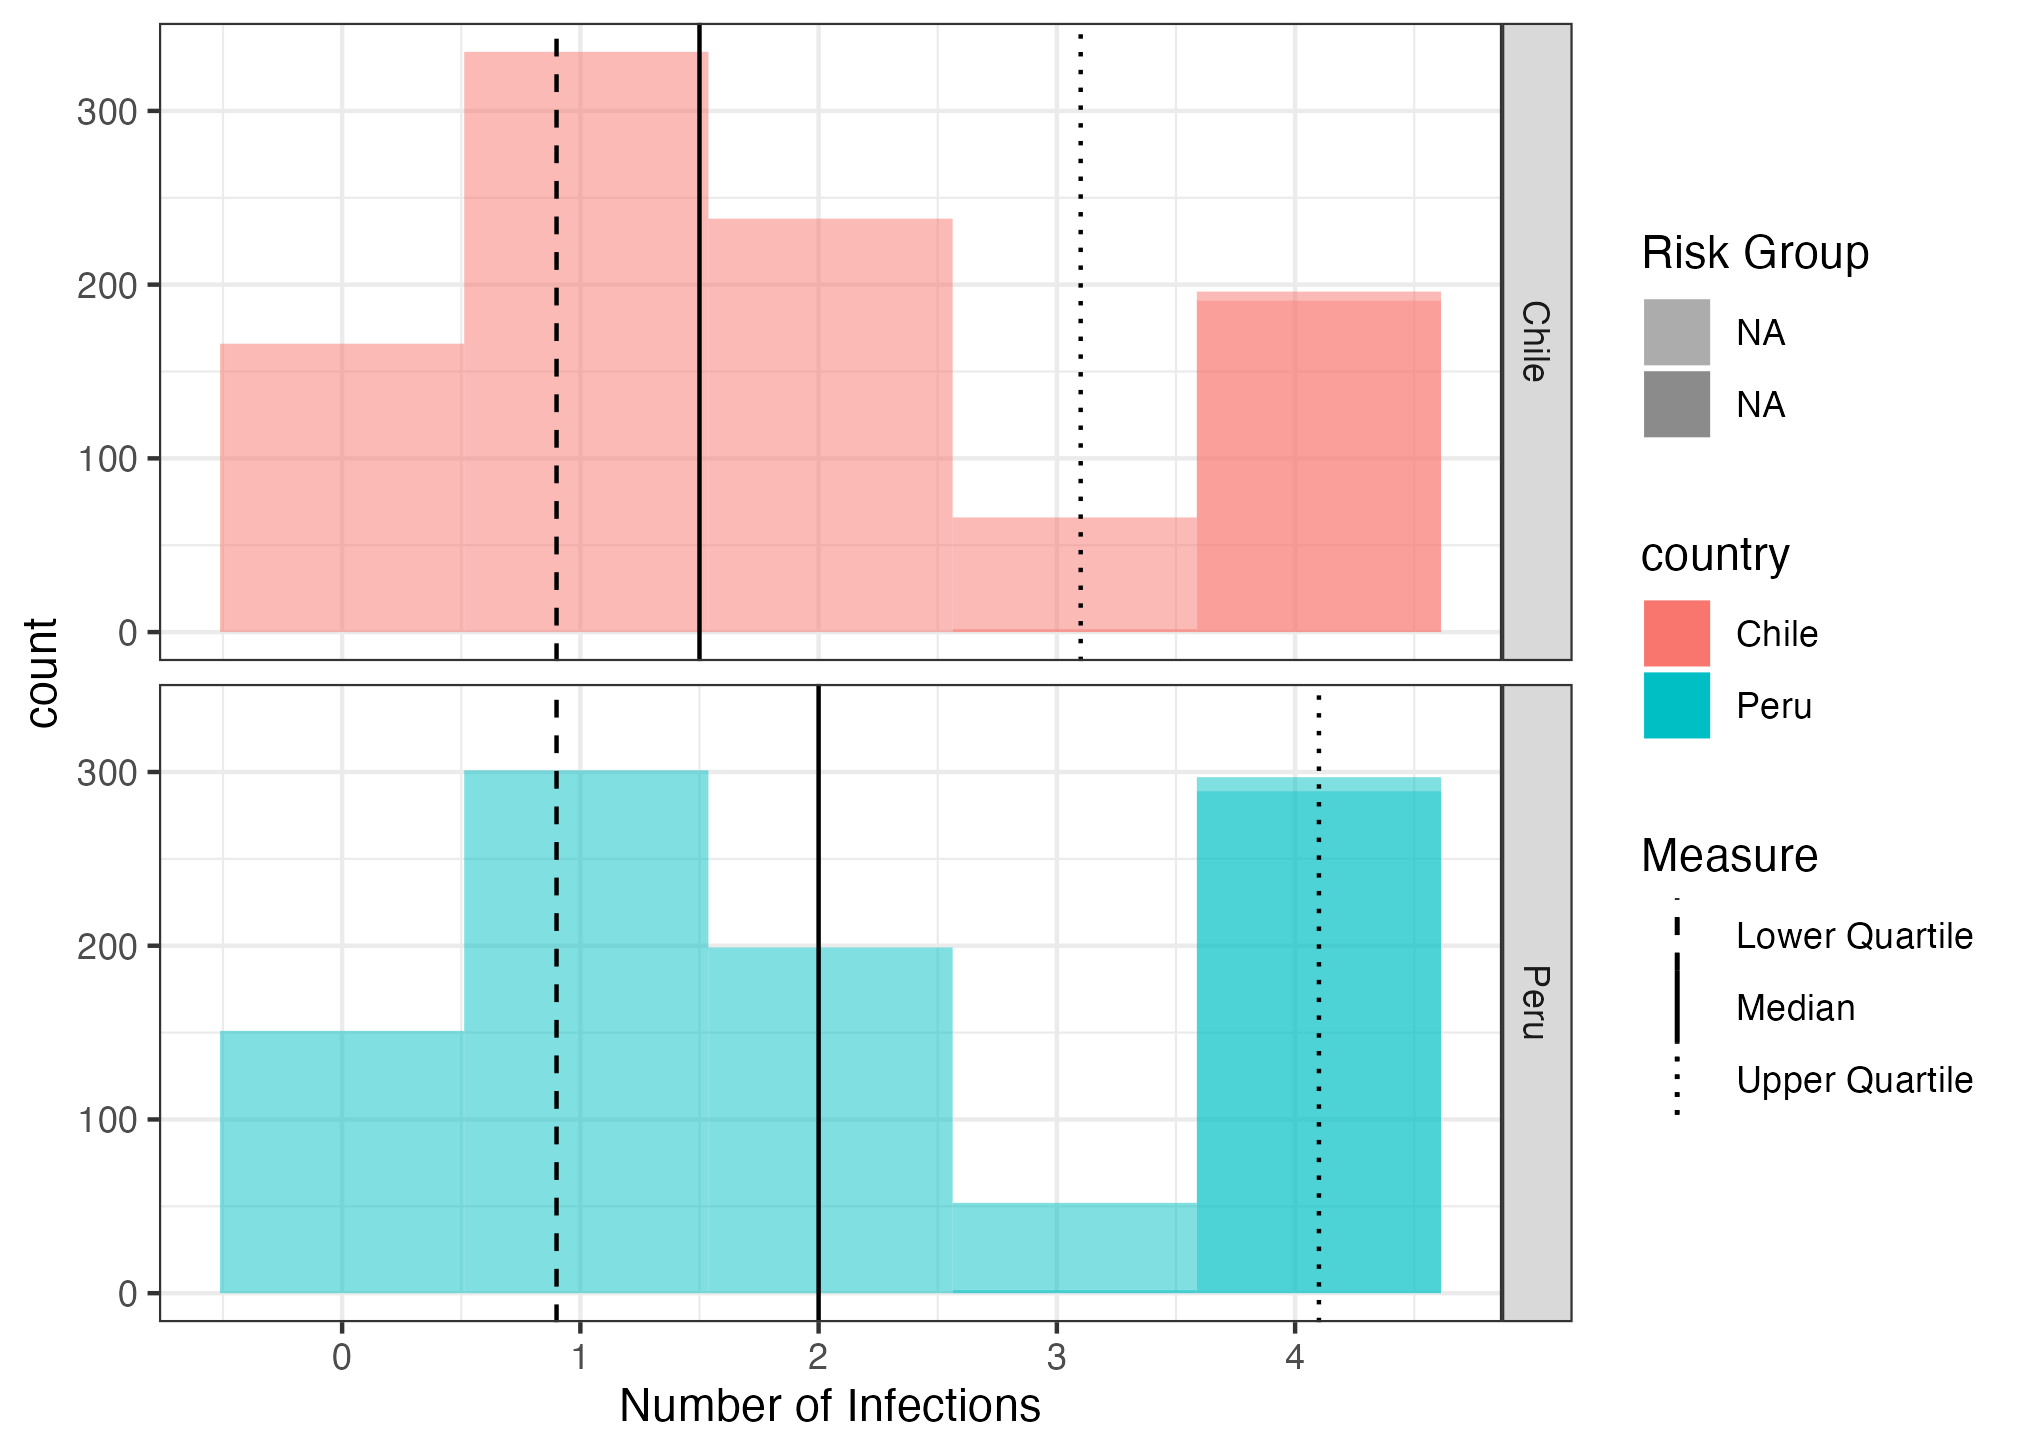 count
300
200
100
0
Chile
300
200
100
0
Peru
0 1 2 3 4
Number of Infections
Risk Group
NA
NA
country
Chile
Peru
Measure
Lower Quartile
Median
Upper Quartile